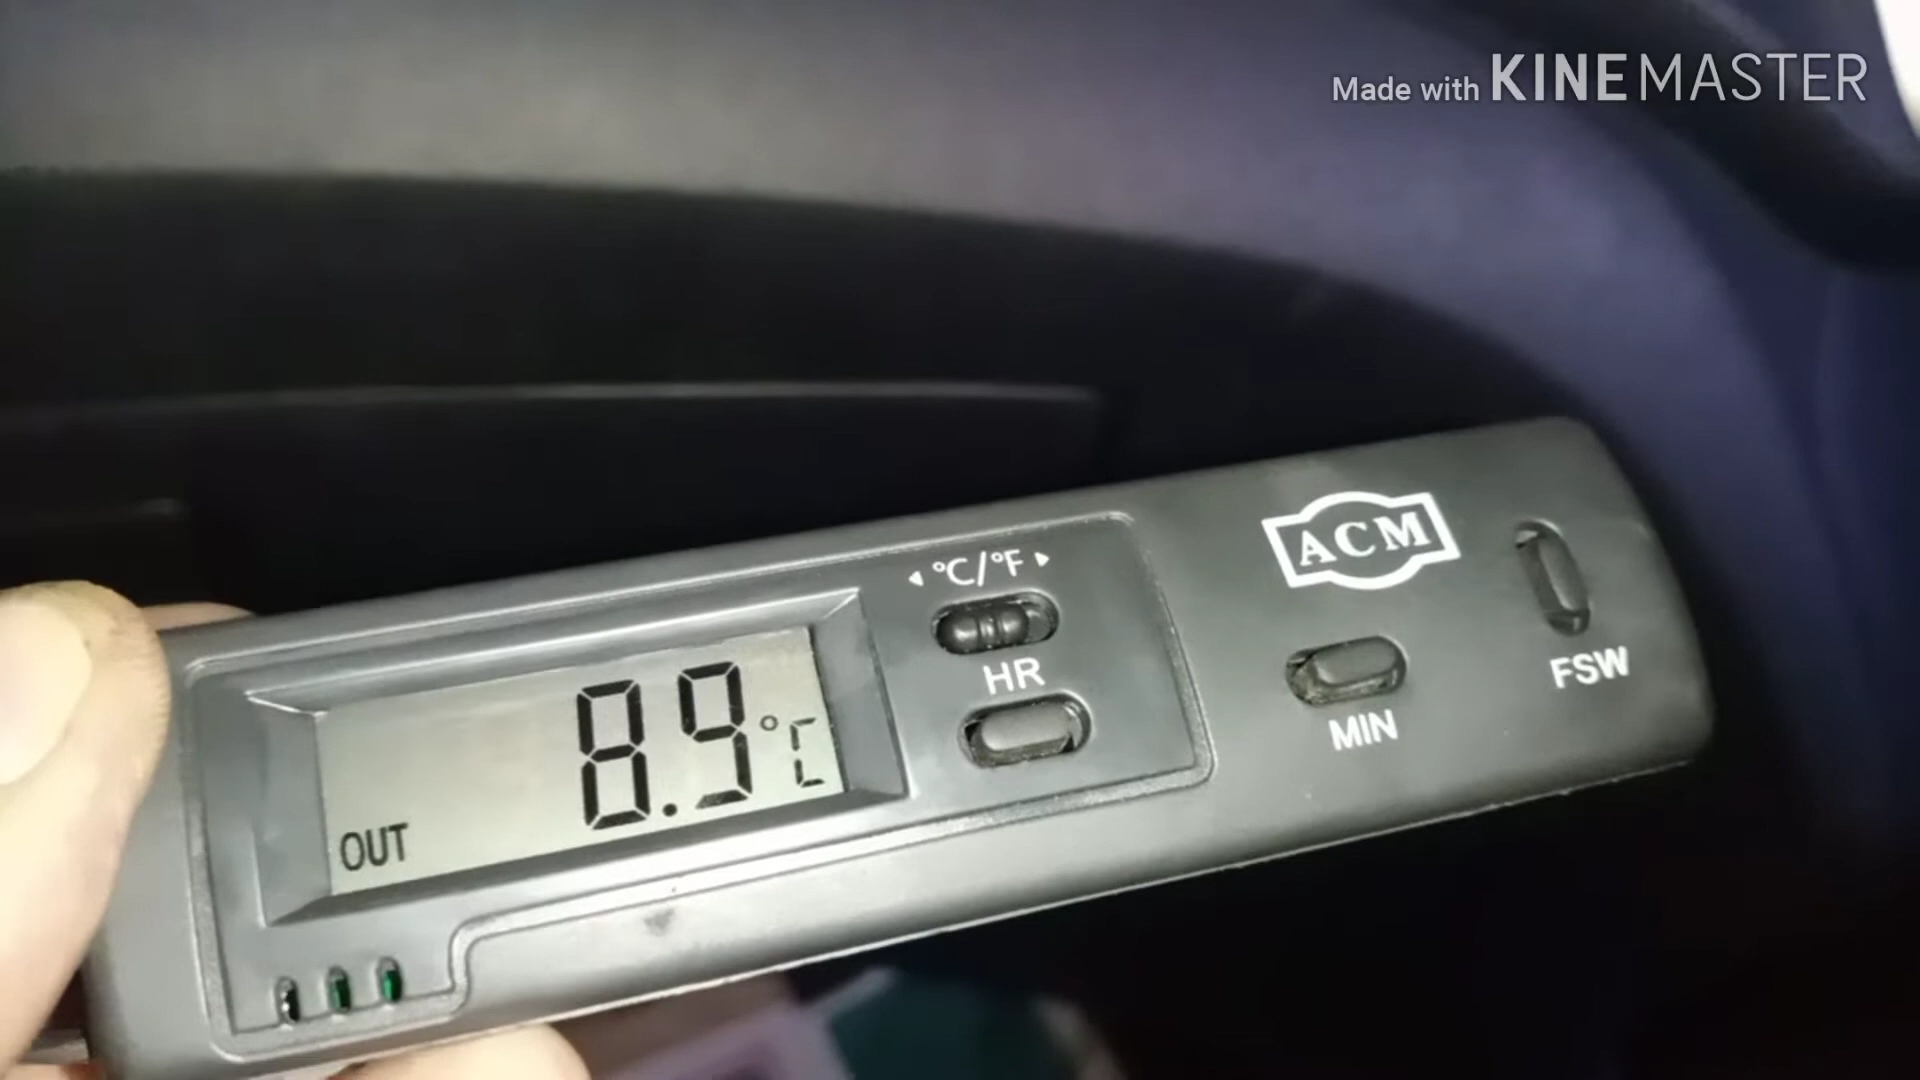 Made with KINEMASTER
ACM
◂ °C/°F ▸
HR
MIN
FSW
8.9 °C
OUT